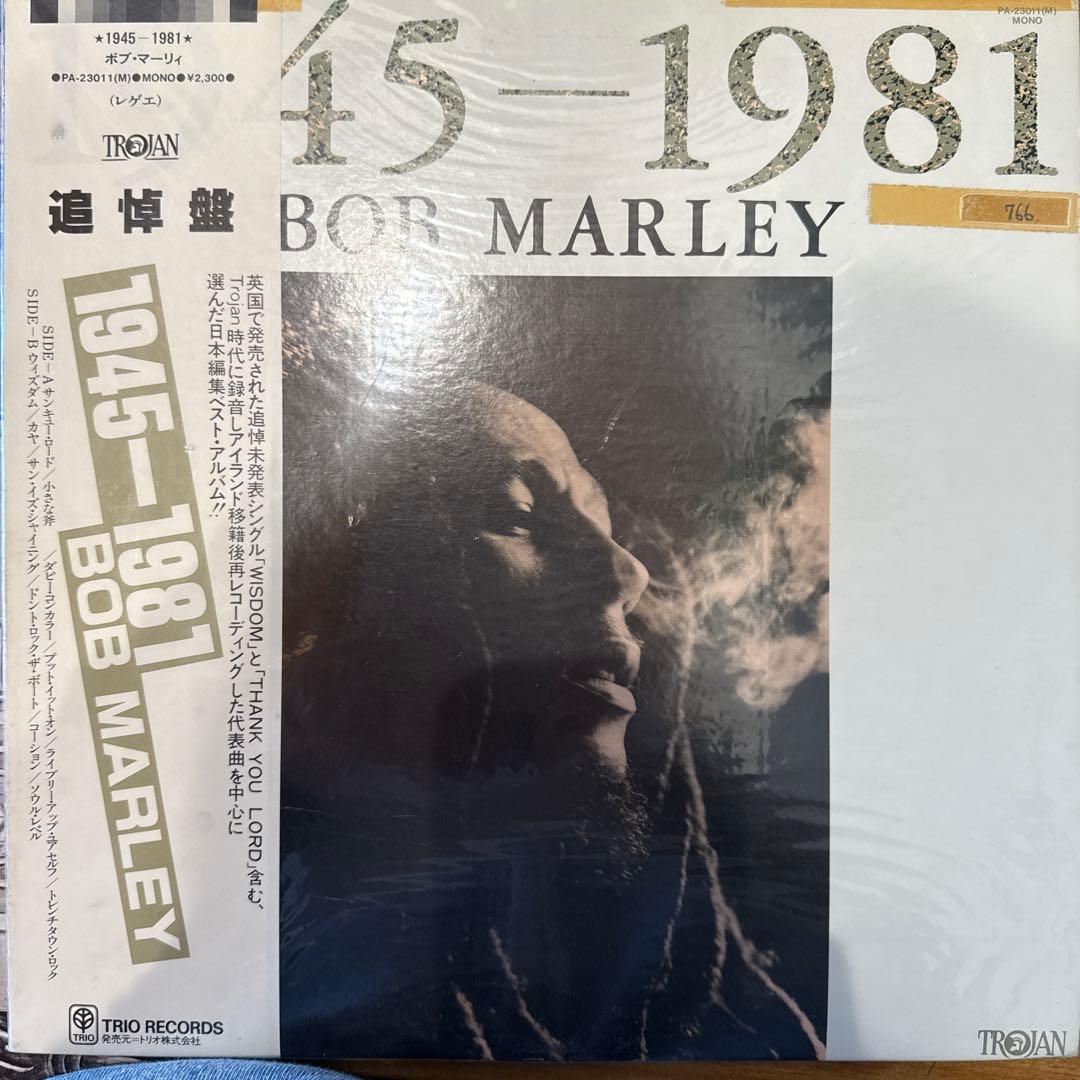 ★1945−1981★
ボブ・マーリィ
●PA-23011(M)●MONO●¥2,300●
(レゲエ)
TROJAN
追悼盤
英国で発売された追悼未発表シングル「WISDOM」と「THANK YOU LORD」含む、
Trojan時代に録音しアイランド移籍後再レコーディングした代表曲を中心に
選んだ日本編集ベスト・アルバム!!
1945−1981
BOB MARLEY
SIDE−A サンキュー・ロード/小さな斧/ダピーコンカラー/プット・イット・オン/ライブリー・アップ・ユアセルフ/トレンチタウン・ロック
SIDE−B ウィズダム/カヤ/サン・イズ・シャイニング/ドント・ロック・ザ・ボート/コーション/ソウル・レベル
TRIO
TRIO RECORDS
発売元=トリオ株式会社
PA-23011(M)
MONO
45−1981
BOB MARLEY
766.
TROJAN